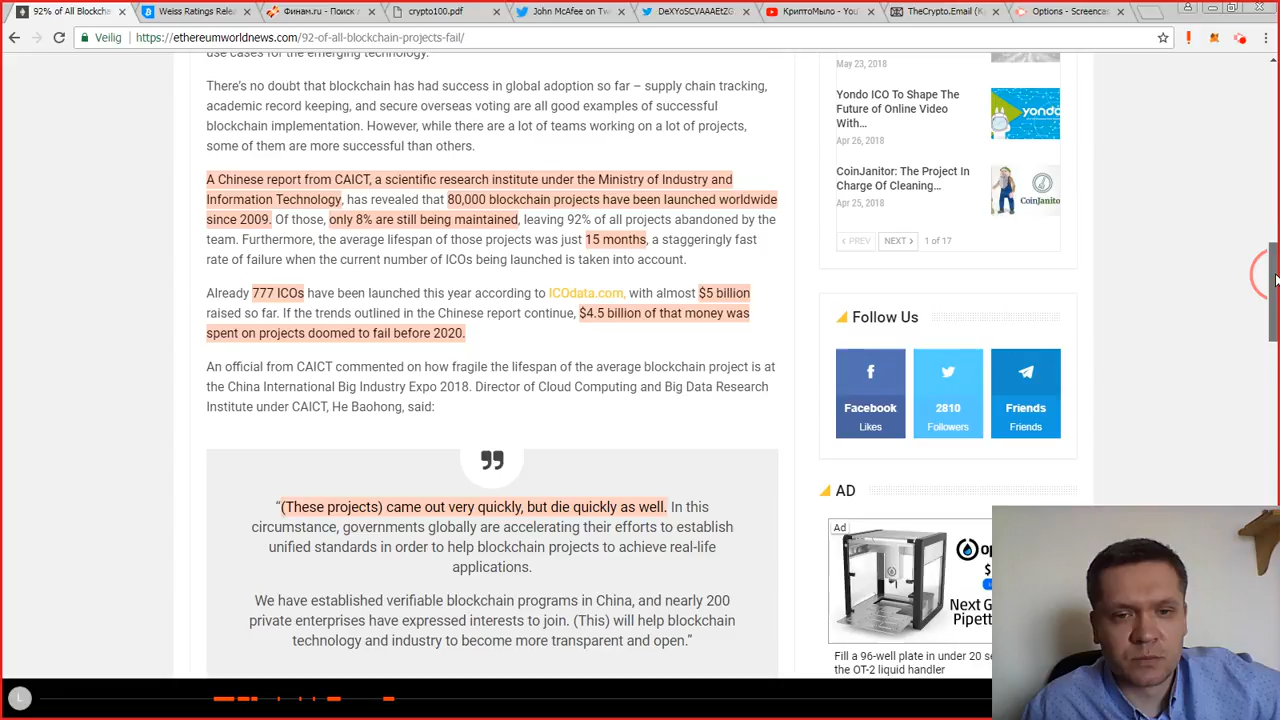 92% of All Blockcha
Weiss Ratings Relea
Финам.ru - Поиск л
crypto100.pdf
John McAfee on Tw
DeXYoSCVAAAEtZG
КриптоМыло - You
TheCrypto.Email (К
Options - Screencas
Veilig
https://ethereumworldnews.com/92-of-all-blockchain-projects-fail/
use cases for the emerging technology.
There's no doubt that blockchain has had success in global adoption so far – supply chain tracking,
academic record keeping, and secure overseas voting are all good examples of successful
blockchain implementation. However, while there are a lot of teams working on a lot of projects,
some of them are more successful than others.
A Chinese report from CAICT, a scientific research institute under the Ministry of Industry and
Information Technology, has revealed that 80,000 blockchain projects have been launched worldwide
since 2009. Of those, only 8% are still being maintained, leaving 92% of all projects abandoned by the
team. Furthermore, the average lifespan of those projects was just 15 months, a staggeringly fast
rate of failure when the current number of ICOs being launched is taken into account.
Already 777 ICOs have been launched this year according to ICOdata.com, with almost $5 billion
raised so far. If the trends outlined in the Chinese report continue, $4.5 billion of that money was
spent on projects doomed to fail before 2020.
An official from CAICT commented on how fragile the lifespan of the average blockchain project is at
the China International Big Industry Expo 2018. Director of Cloud Computing and Big Data Research
Institute under CAICT, He Baohong, said:
“(These projects) came out very quickly, but die quickly as well. In this
circumstance, governments globally are accelerating their efforts to establish
unified standards in order to help blockchain projects to achieve real-life
applications.
We have established verifiable blockchain programs in China, and nearly 200
private enterprises have expressed interests to join. (This) will help blockchain
technology and industry to become more transparent and open.”
May 23, 2018
Yondo ICO To Shape The
Future of Online Video
With...
Apr 26, 2018
yondo
CoinJanitor: The Project In
Charge Of Cleaning...
Apr 25, 2018
CoinJanito
PREV
NEXT
1 of 17
Follow Us
Facebook
Likes
2810
Followers
Friends
Friends
AD
Ad
op
$
Next G
Pipett
Fill a 96-well plate in under 20 se
the OT-2 liquid handler
L